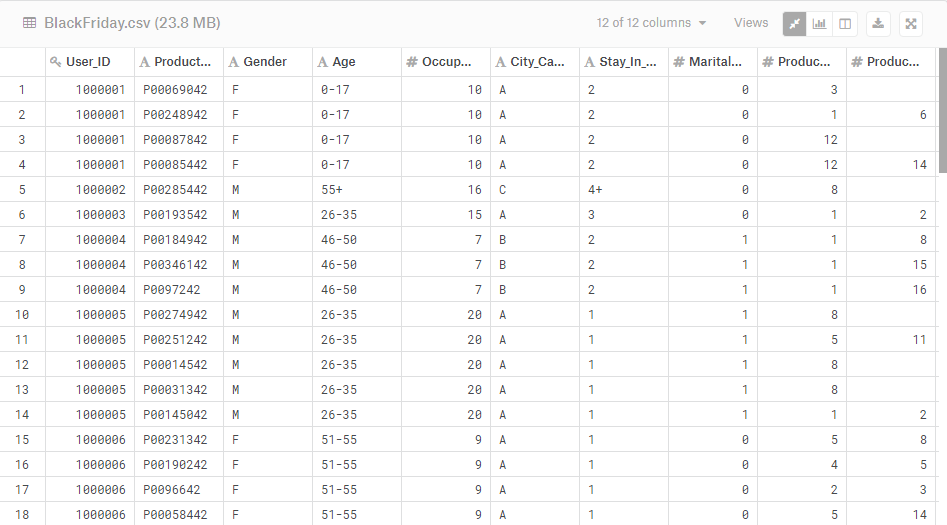 BlackFriday.csv (23.8 MB) 12 of 12 columns Views
User_ID A Product... A Gender A Age # Occup... A City_Ca... A Stay_In_... # Marital... # Produc... # Produc...
1 1000001 P00069042 F 0-17 10 A 2 0 3
2 1000001 P00248942 F 0-17 10 A 2 0 1 6
3 1000001 P00087842 F 0-17 10 A 2 0 12
4 1000001 P00085442 F 0-17 10 A 2 0 12 14
5 1000002 P00285442 M 55+ 16 C 4+ 0 8
6 1000003 P00193542 M 26-35 15 A 3 0 1 2
7 1000004 P00184942 M 46-50 7 B 2 1 1 8
8 1000004 P00346142 M 46-50 7 B 2 1 1 15
9 1000004 P0097242 M 46-50 7 B 2 1 1 16
10 1000005 P00274942 M 26-35 20 A 1 1 8
11 1000005 P00251242 M 26-35 20 A 1 1 5 11
12 1000005 P00014542 M 26-35 20 A 1 1 8
13 1000005 P00031342 M 26-35 20 A 1 1 8
14 1000005 P00145042 M 26-35 20 A 1 1 1 2
15 1000006 P00231342 F 51-55 9 A 1 0 5 8
16 1000006 P00190242 F 51-55 9 A 1 0 4 5
17 1000006 P0096642 F 51-55 9 A 1 0 2 3
18 1000006 P00058442 F 51-55 9 A 1 0 5 14